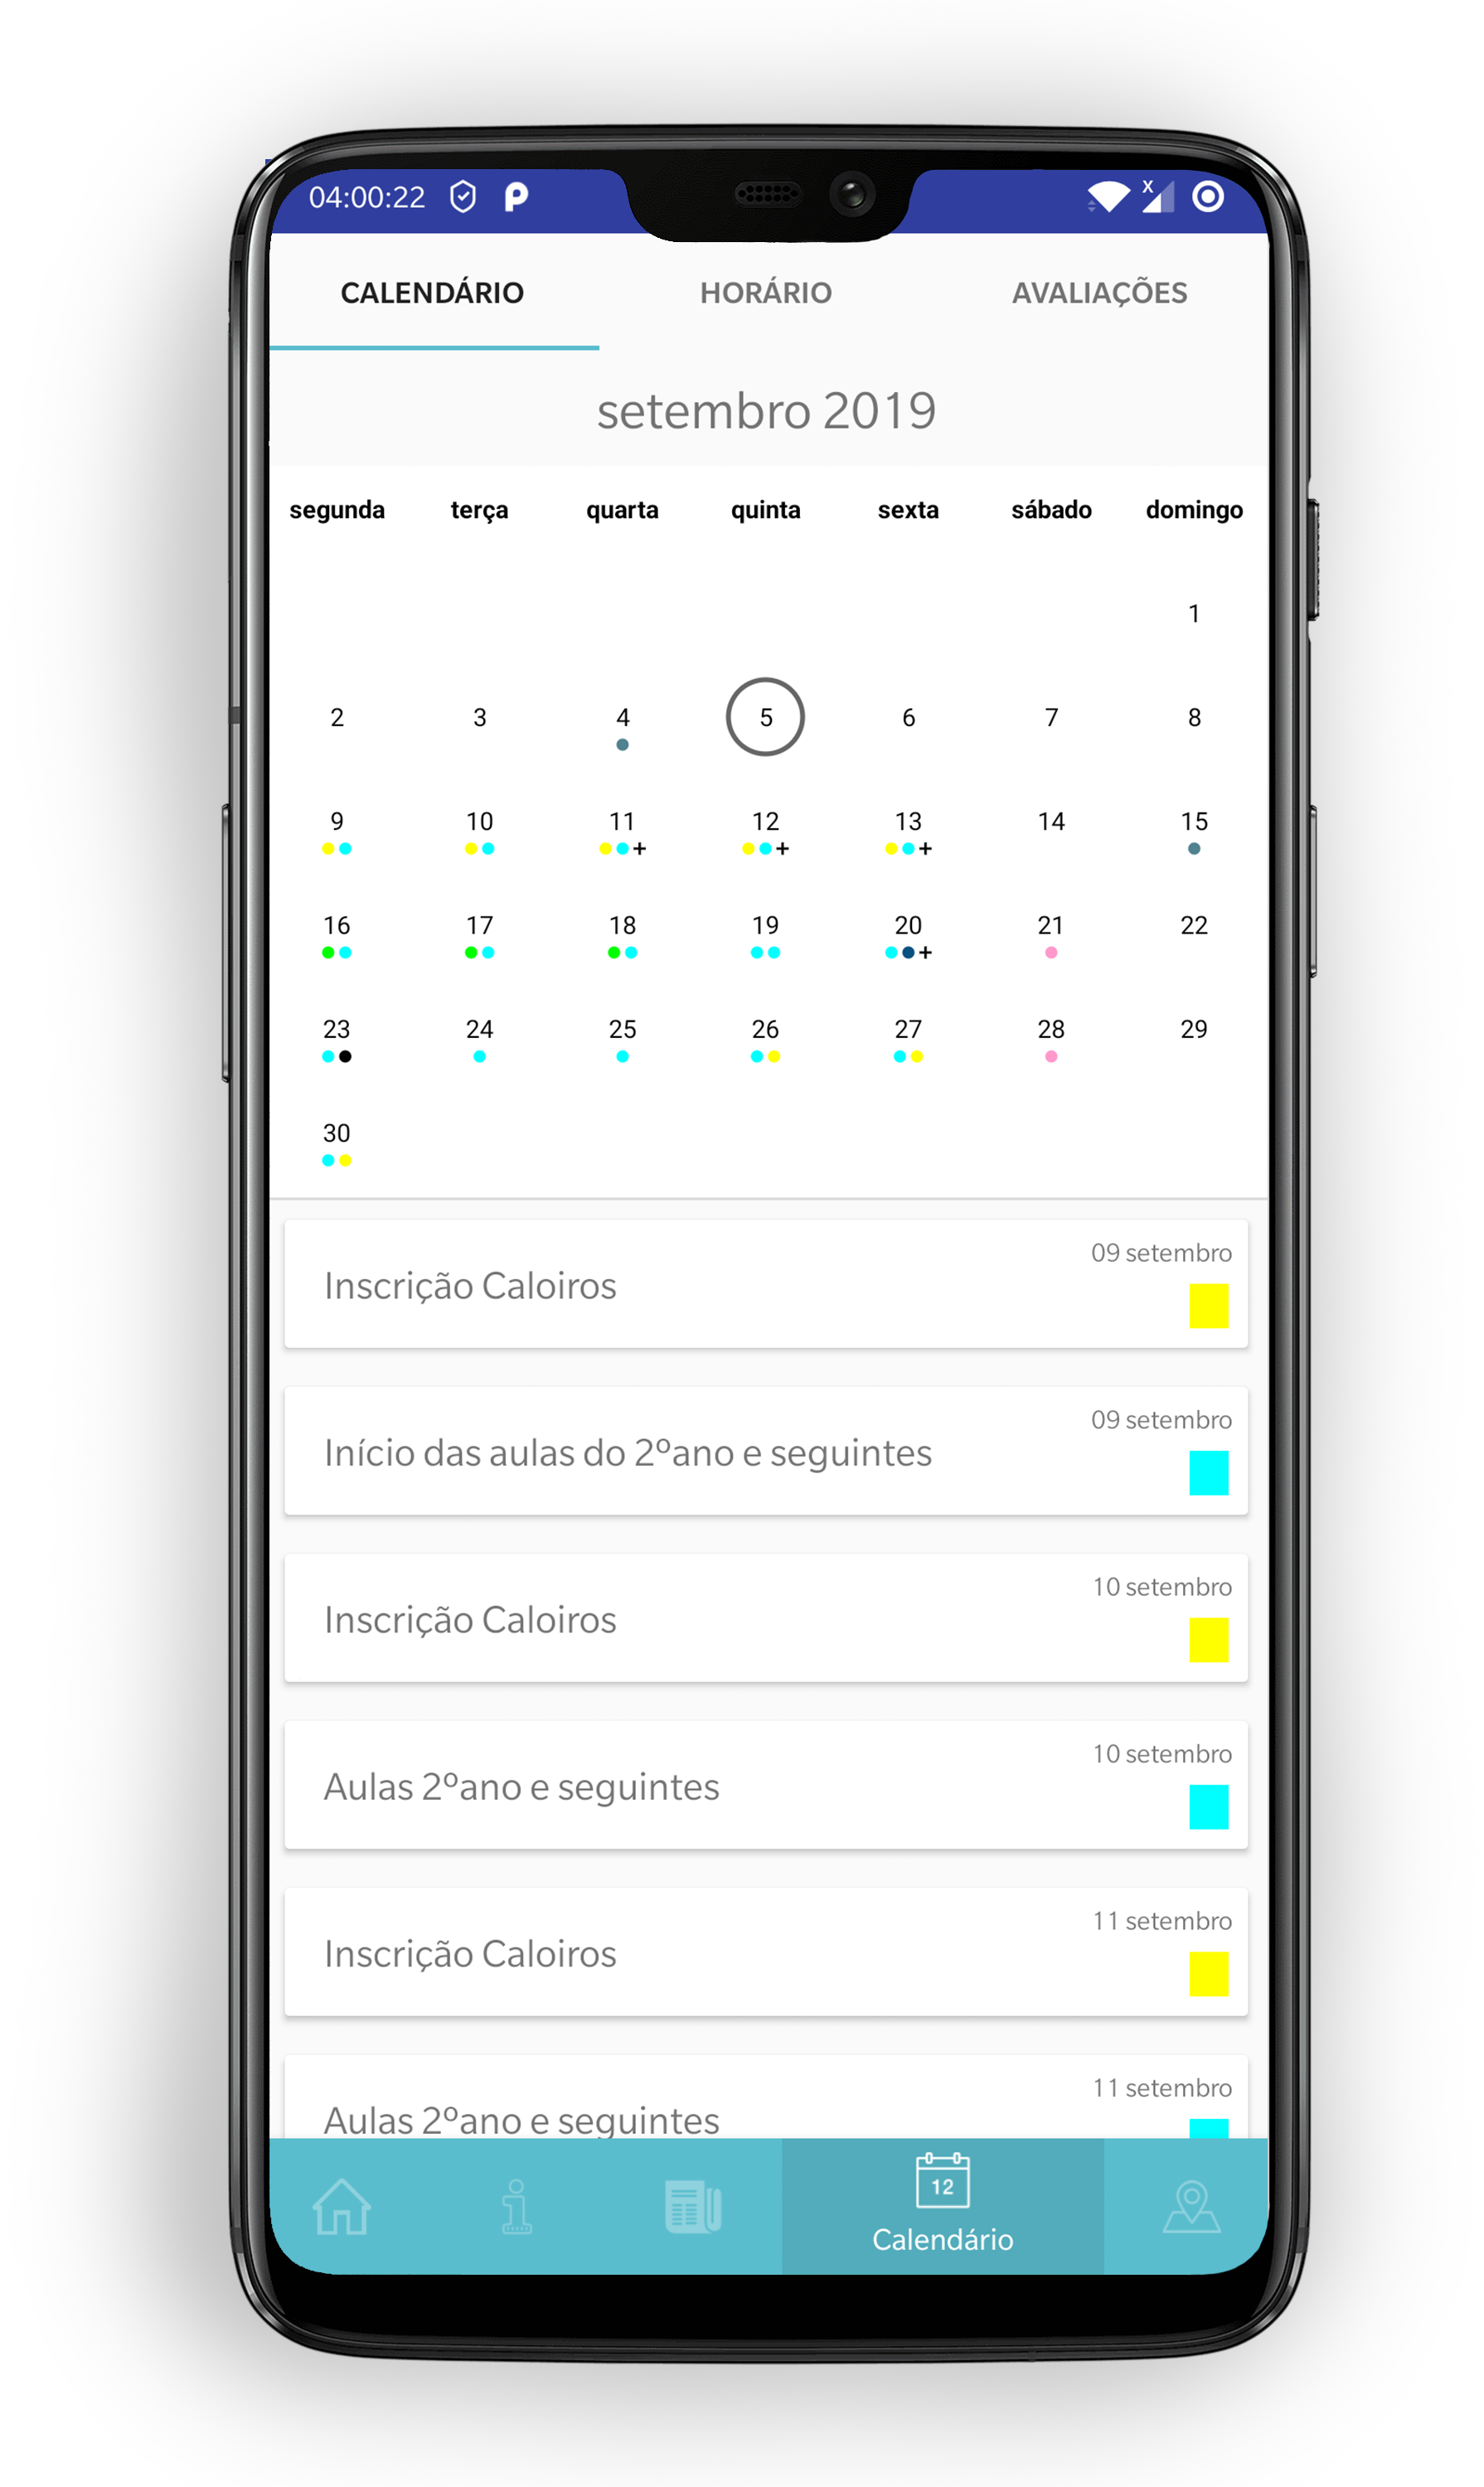 04:00:22
CALENDÁRIO HORÁRIO AVALIAÇÕES
setembro 2019
segunda terça quarta quinta sexta sábado domingo
1
2 3 4 5 6 7 8
9 10 11 12 13 14 15
+ + +
16 17 18 19 20 21 22
+
23 24 25 26 27 28 29
30
09 setembro
Inscrição Caloiros
09 setembro
Início das aulas do 2ºano e seguintes
10 setembro
Inscrição Caloiros
10 setembro
Aulas 2ºano e seguintes
11 setembro
Inscrição Caloiros
11 setembro
Aulas 2ºano e seguintes
12
Calendário